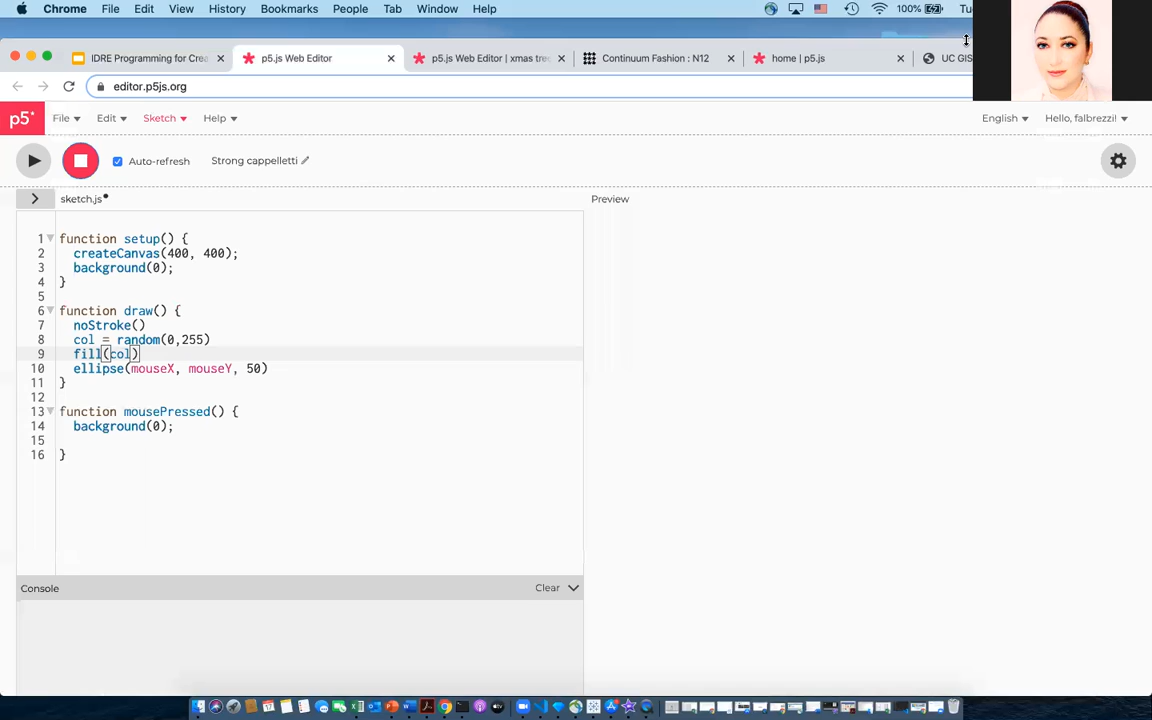 Chrome File Edit View History Bookmarks People Tab Window Help 100% Tu
IDRE Programming for Crea p5.js Web Editor p5.js Web Editor | xmas tre Continuum Fashion : N12 home | p5.js UC GIS
editor.p5js.org
p5* File Edit Sketch Help English Hello, falbrezzi!
Auto-refresh Strong cappelletti
> sketch.js Preview
1 function setup() {
2 createCanvas(400, 400);
3 background(0);
4 }
5
6 function draw() {
7 noStroke()
8 col = random(0,255)
9 fill(col)
10 ellipse(mouseX, mouseY, 50)
11 }
12
13 function mousePressed() {
14 background(0);
15
16 }
Console Clear